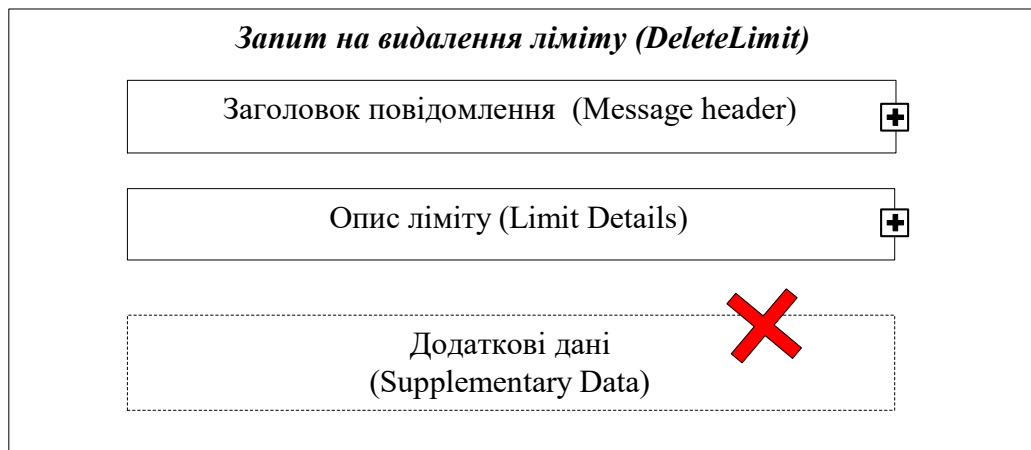 Запит на видалення ліміту (DeleteLimit)
Заголовок повідомлення (Message header)
Опис ліміту (Limit Details)
Додаткові дані
(Supplementary Data)